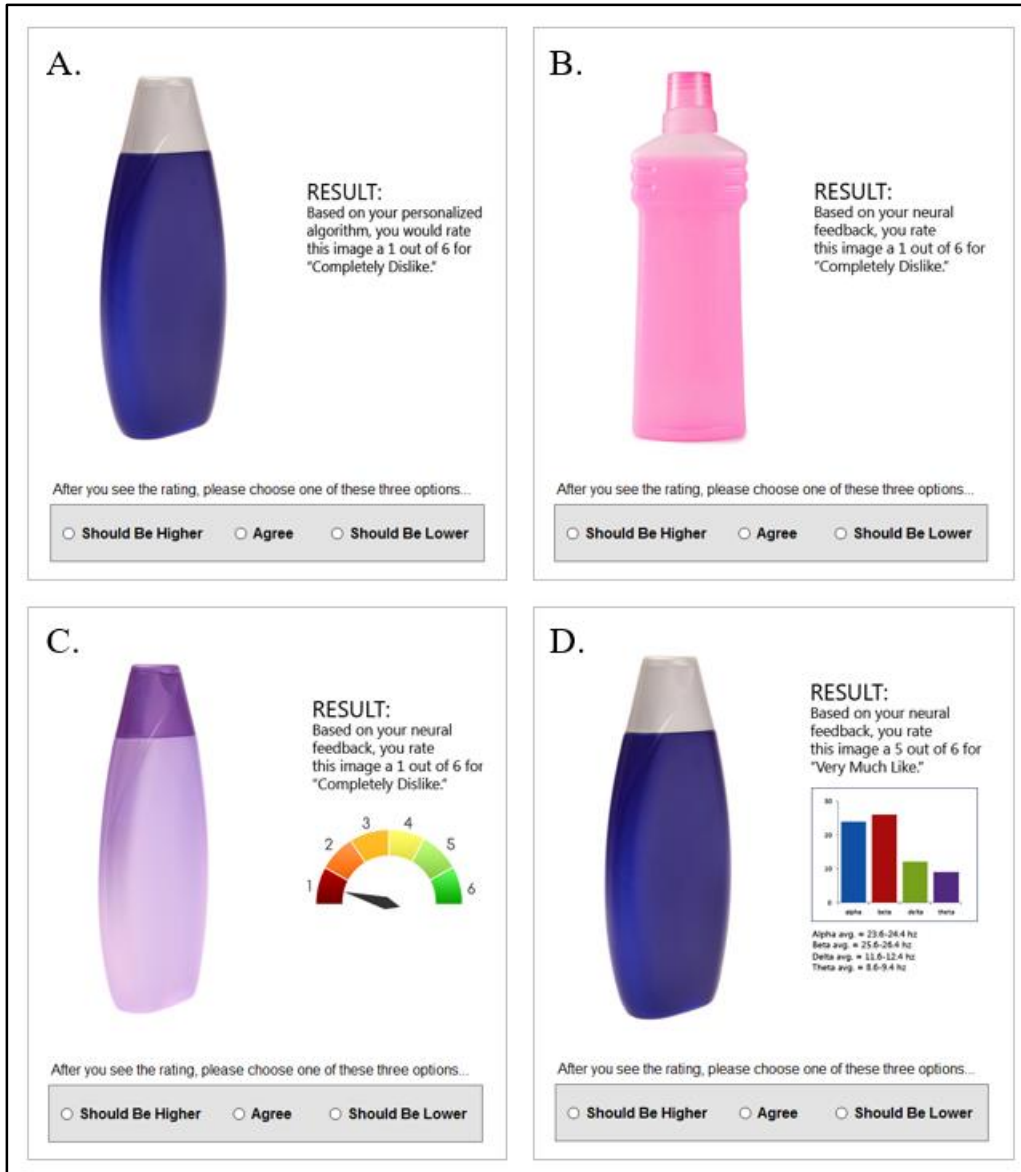 A.
RESULT:
Based on your personalized
algorithm, you would rate
this image a 1 out of 6 for
"Completely Dislike."
After you see the rating, please choose one of these three options...
Should Be Higher Agree Should Be Lower
B.
RESULT:
Based on your neural
feedback, you rate
this image a 1 out of 6 for
"Completely Dislike."
After you see the rating, please choose one of these three options...
Should Be Higher Agree Should Be Lower
C.
RESULT:
Based on your neural
feedback, you rate
this image a 1 out of 6 for
"Completely Dislike."
1 2 3 4 5 6
After you see the rating, please choose one of these three options...
Should Be Higher Agree Should Be Lower
D.
RESULT:
Based on your neural
feedback, you rate
this image a 5 out of 6 for
"Very Much Like."
30
20
10
0
alpha beta delta theta
Alpha avg. = 23.6-24.4 hz
Beta avg. = 25.6-26.4 hz
Delta avg. = 11.6-12.4 hz
Theta avg. = 8.6-9.4 hz
After you see the rating, please choose one of these three options...
Should Be Higher Agree Should Be Lower